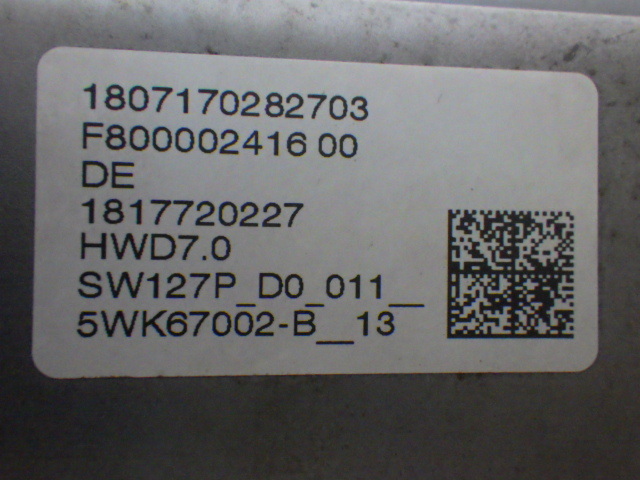 1807170282703
F800002416 00
DE
1817720227
HWD7.0
SW127P_D0_011__
5WK67002-B__13